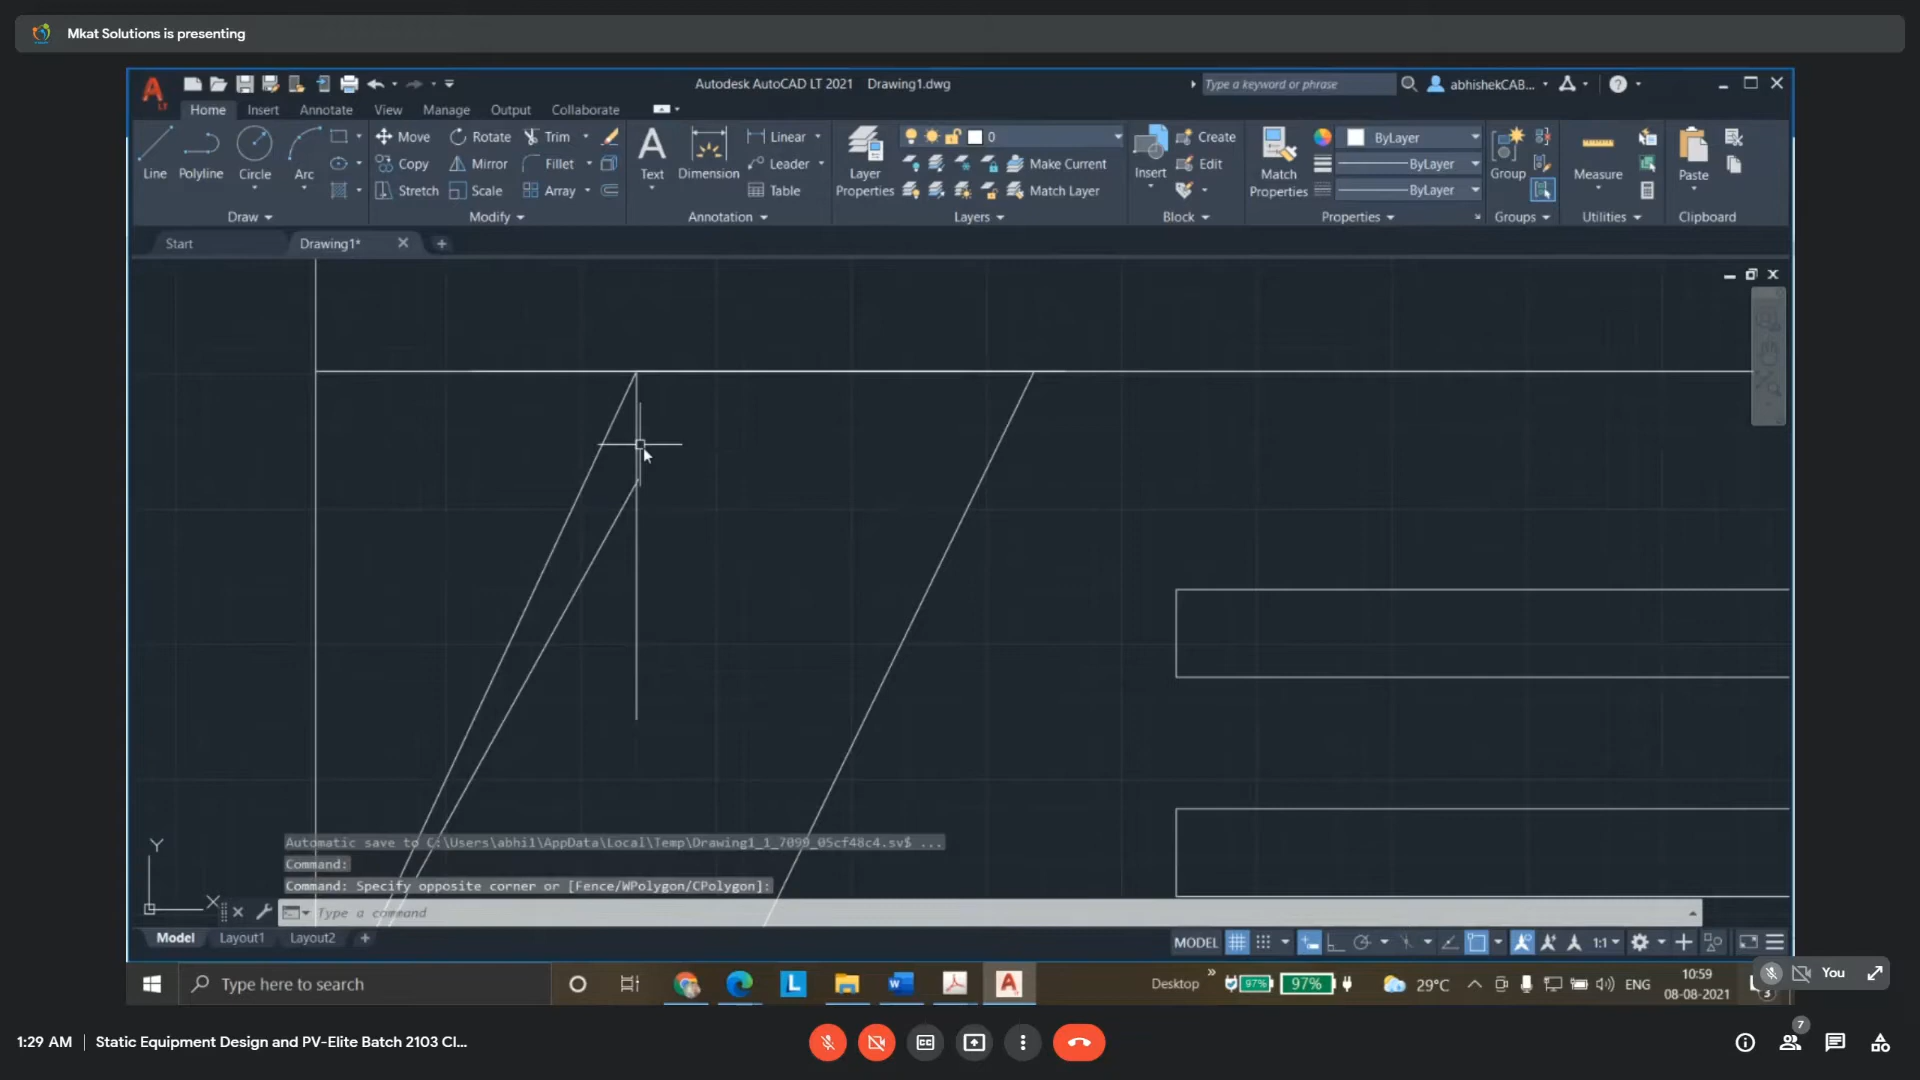 Mkat Solutions is presenting
Autodesk AutoCAD LT 2021 Drawing1.dwg
Type a keyword or phrase
abhishekCAB...
Home Insert Annotate View Manage Output Collaborate
Line Polyline Circle Arc
Move Rotate Trim
Copy Mirror Fillet
Stretch Scale Array
Text Dimension
Linear
Leader
Table
Layer Properties
0
Make Current
Match Layer
Insert
Create
Edit
Match Properties
ByLayer
ByLayer
ByLayer
Group
Measure
Paste
Draw Modify Annotation Layers Block Properties Groups Utilities Clipboard
Start Drawing1*
Y
X
Automatic save to C:\Users\abhi1\AppData\Local\Temp\Drawing1_1_7099_05cf48c4.sv$ ...
Command:
Command: Specify opposite corner or [Fence/WPolygon/CPolygon]:
Type a command
Model Layout1 Layout2
MODEL 1:1
Type here to search
Desktop
97%
97%
29°C
ENG
10:59
08-08-2021
3
You
1:29 AM | Static Equipment Design and PV-Elite Batch 2103 Cl...
7